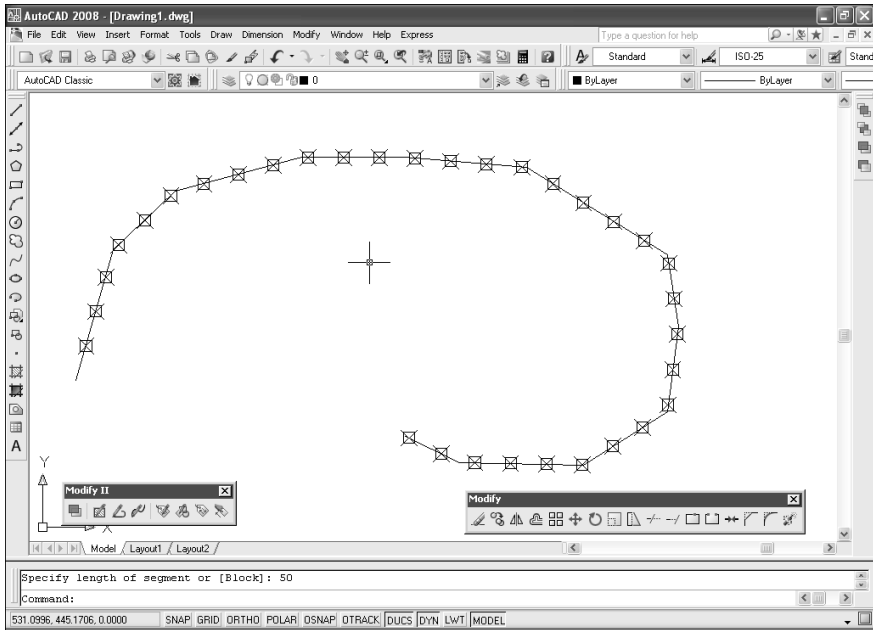 AutoCAD 2008 - [Drawing1.dwg]
File Edit View Insert Format Tools Draw Dimension Modify Window Help Express
Type a question for help
Standard
ISO-25
Stand
AutoCAD Classic
0
ByLayer
ByLayer
A
Y
X
Modify II
Modify
Model
Layout1
Layout2
Specify length of segment or [Block]: 50
Command:
531.0996, 445.1706, 0.0000
SNAP GRID ORTHO POLAR OSNAP OTRACK DUCS DYN LWT MODEL